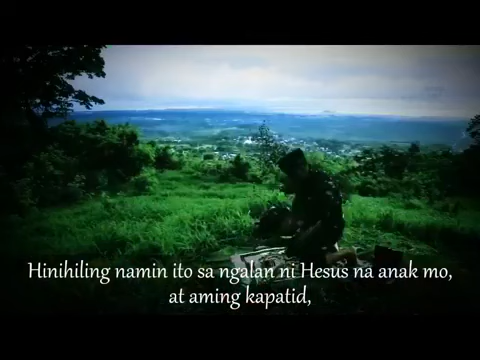 Hinihiling namin ito sa ngalan ni Hesus na anak mo,
at aming kapatid,